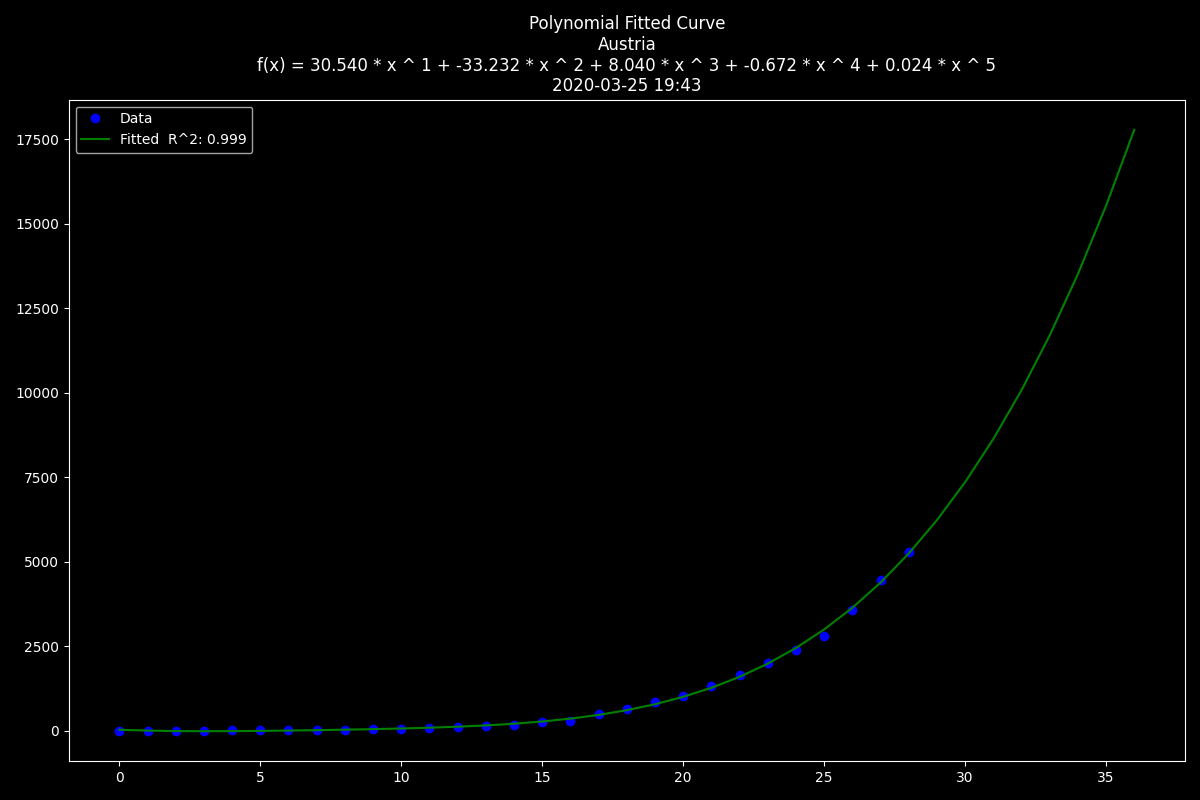 Polynomial Fitted Curve
Austria
f(x) = 30.540 * x ^ 1 + -33.232 * x ^ 2 + 8.040 * x ^ 3 + -0.672 * x ^ 4 + 0.024 * x ^ 5
2020-03-25 19:43
Data
Fitted  R^2: 0.999
17500
15000
12500
10000
7500
5000
2500
0
0 5 10 15 20 25 30 35